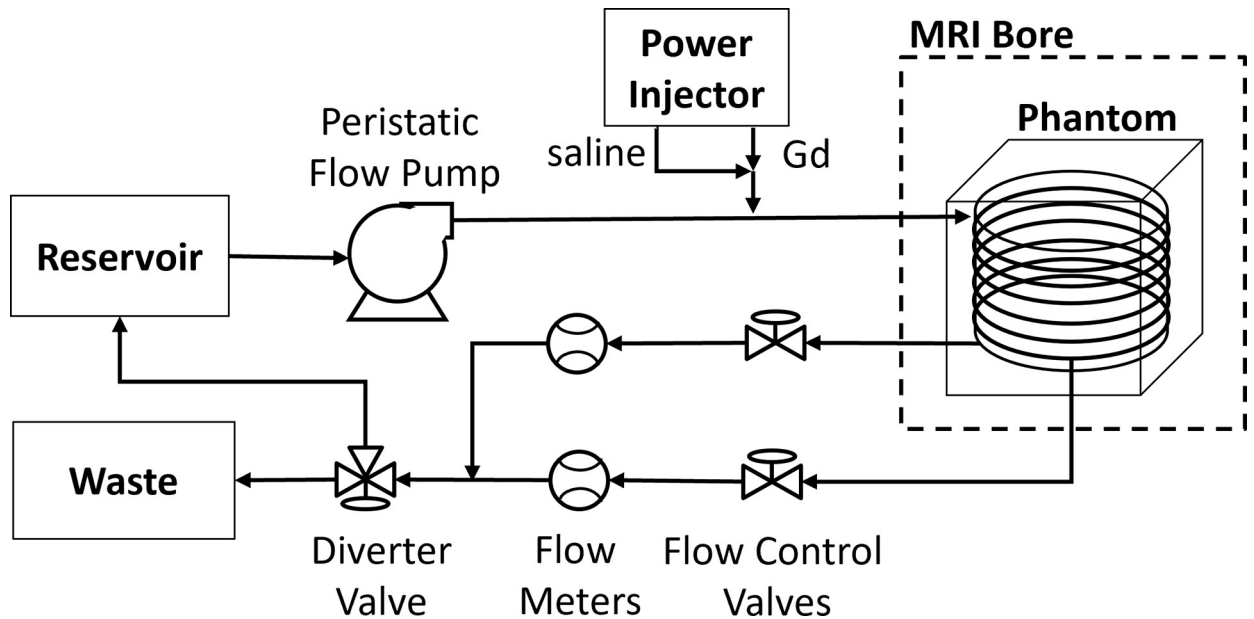 MRI Bore
Power
Injector
Phantom
Peristatic
Flow Pump
saline
Gd
Reservoir
Waste
Diverter
Valve
Flow
Meters
Flow Control
Valves